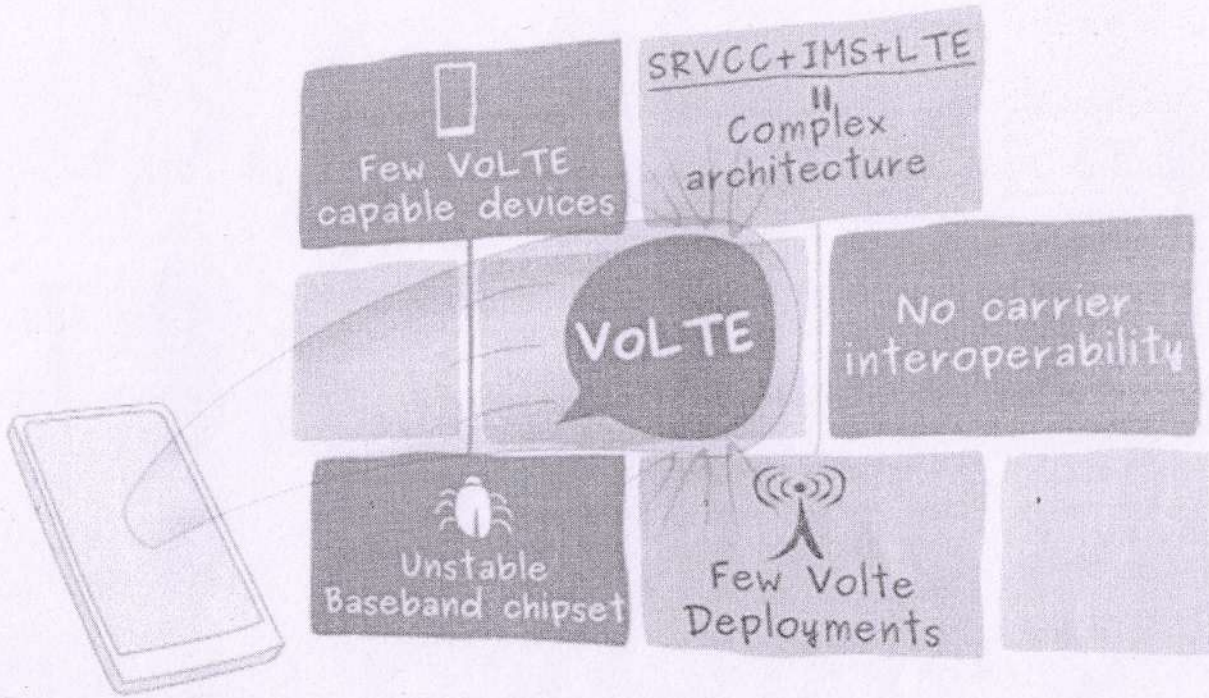 SRVCC+IMS+LTE
Complex
architecture
Few VoLTE
capable devices
VoLTE
No carrier
interoperability
Unstable
Baseband chipset
Few Volte
Deployments